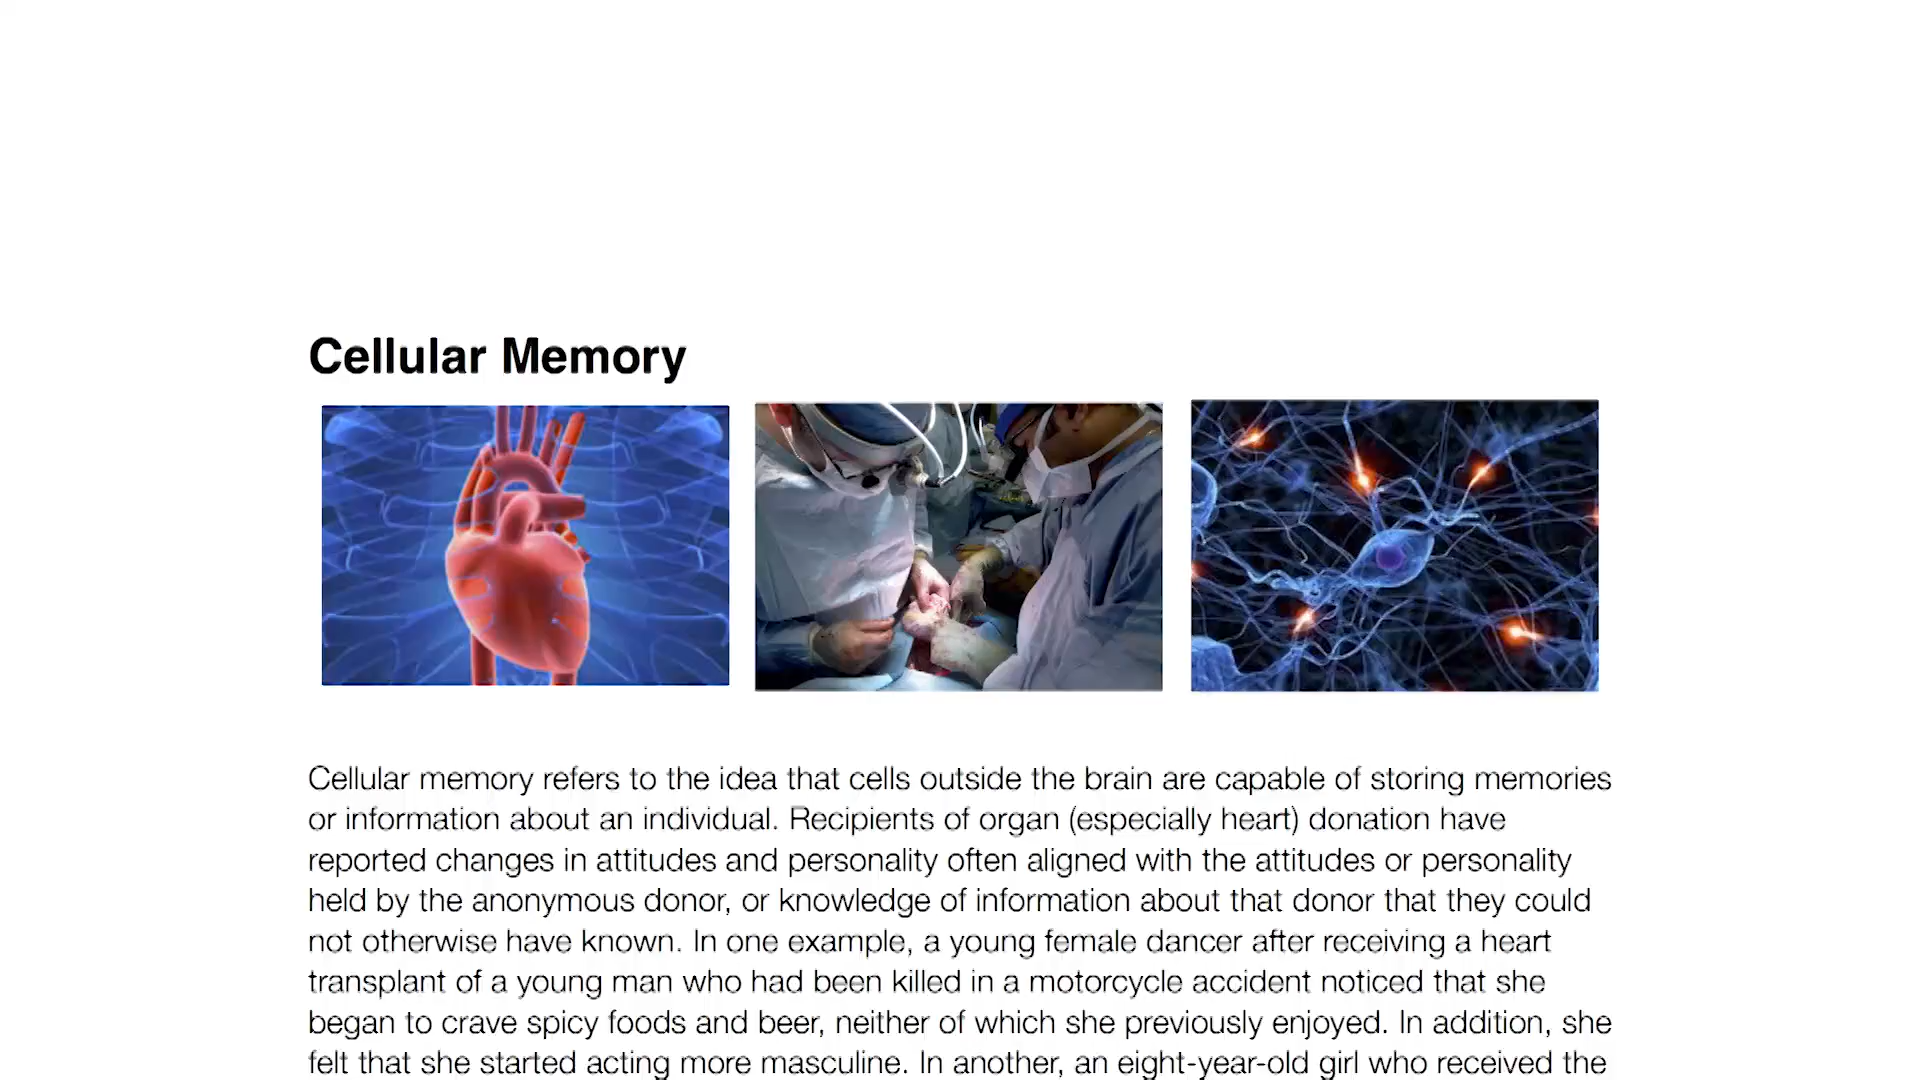 Cellular Memory
Cellular memory refers to the idea that cells outside the brain are capable of storing memories
or information about an individual. Recipients of organ (especially heart) donation have
reported changes in attitudes and personality often aligned with the attitudes or personality
held by the anonymous donor, or knowledge of information about that donor that they could
not otherwise have known. In one example, a young female dancer after receiving a heart
transplant of a young man who had been killed in a motorcycle accident noticed that she
began to crave spicy foods and beer, neither of which she previously enjoyed. In addition, she
felt that she started acting more masculine. In another, an eight-year-old girl who received the